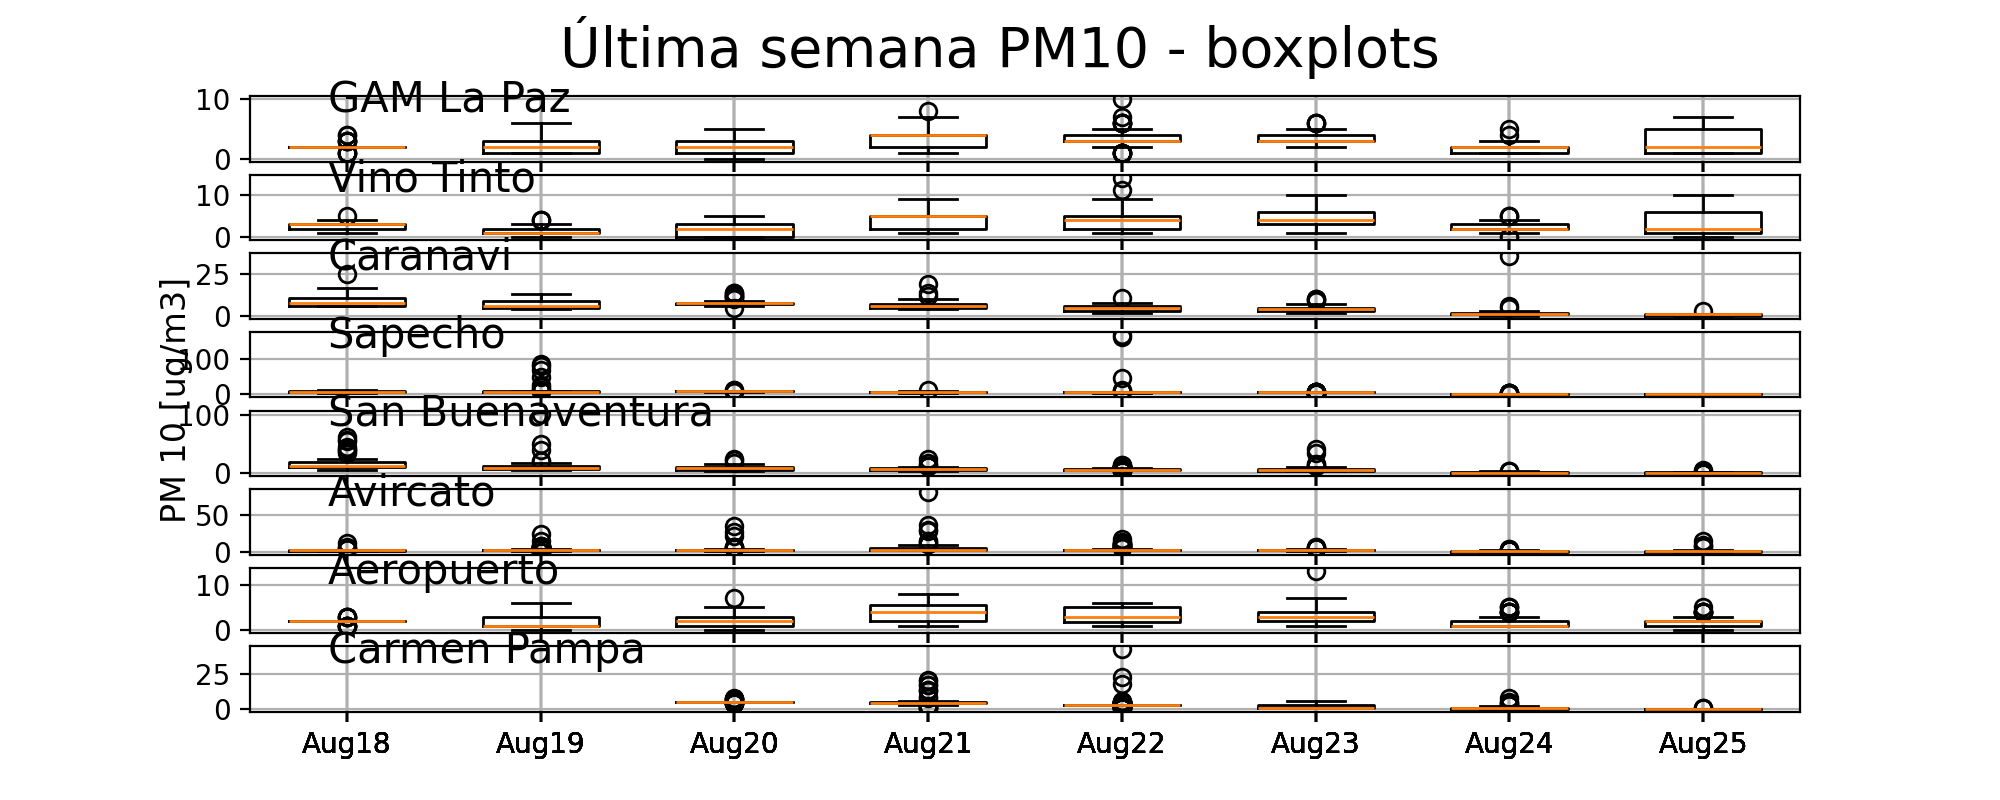 Última semana PM10 - boxplots
GAM La Paz
10
0
Vino Tinto
10
0
Caranavi
25
0
Sapecho
100
0
PM 10 [ug/m3]
San Buenaventura
100
0
Avircato
50
0
Aeropuerto
10
0
Carmen Pampa
25
0
Aug18 Aug19 Aug20 Aug21 Aug22 Aug23 Aug24 Aug25